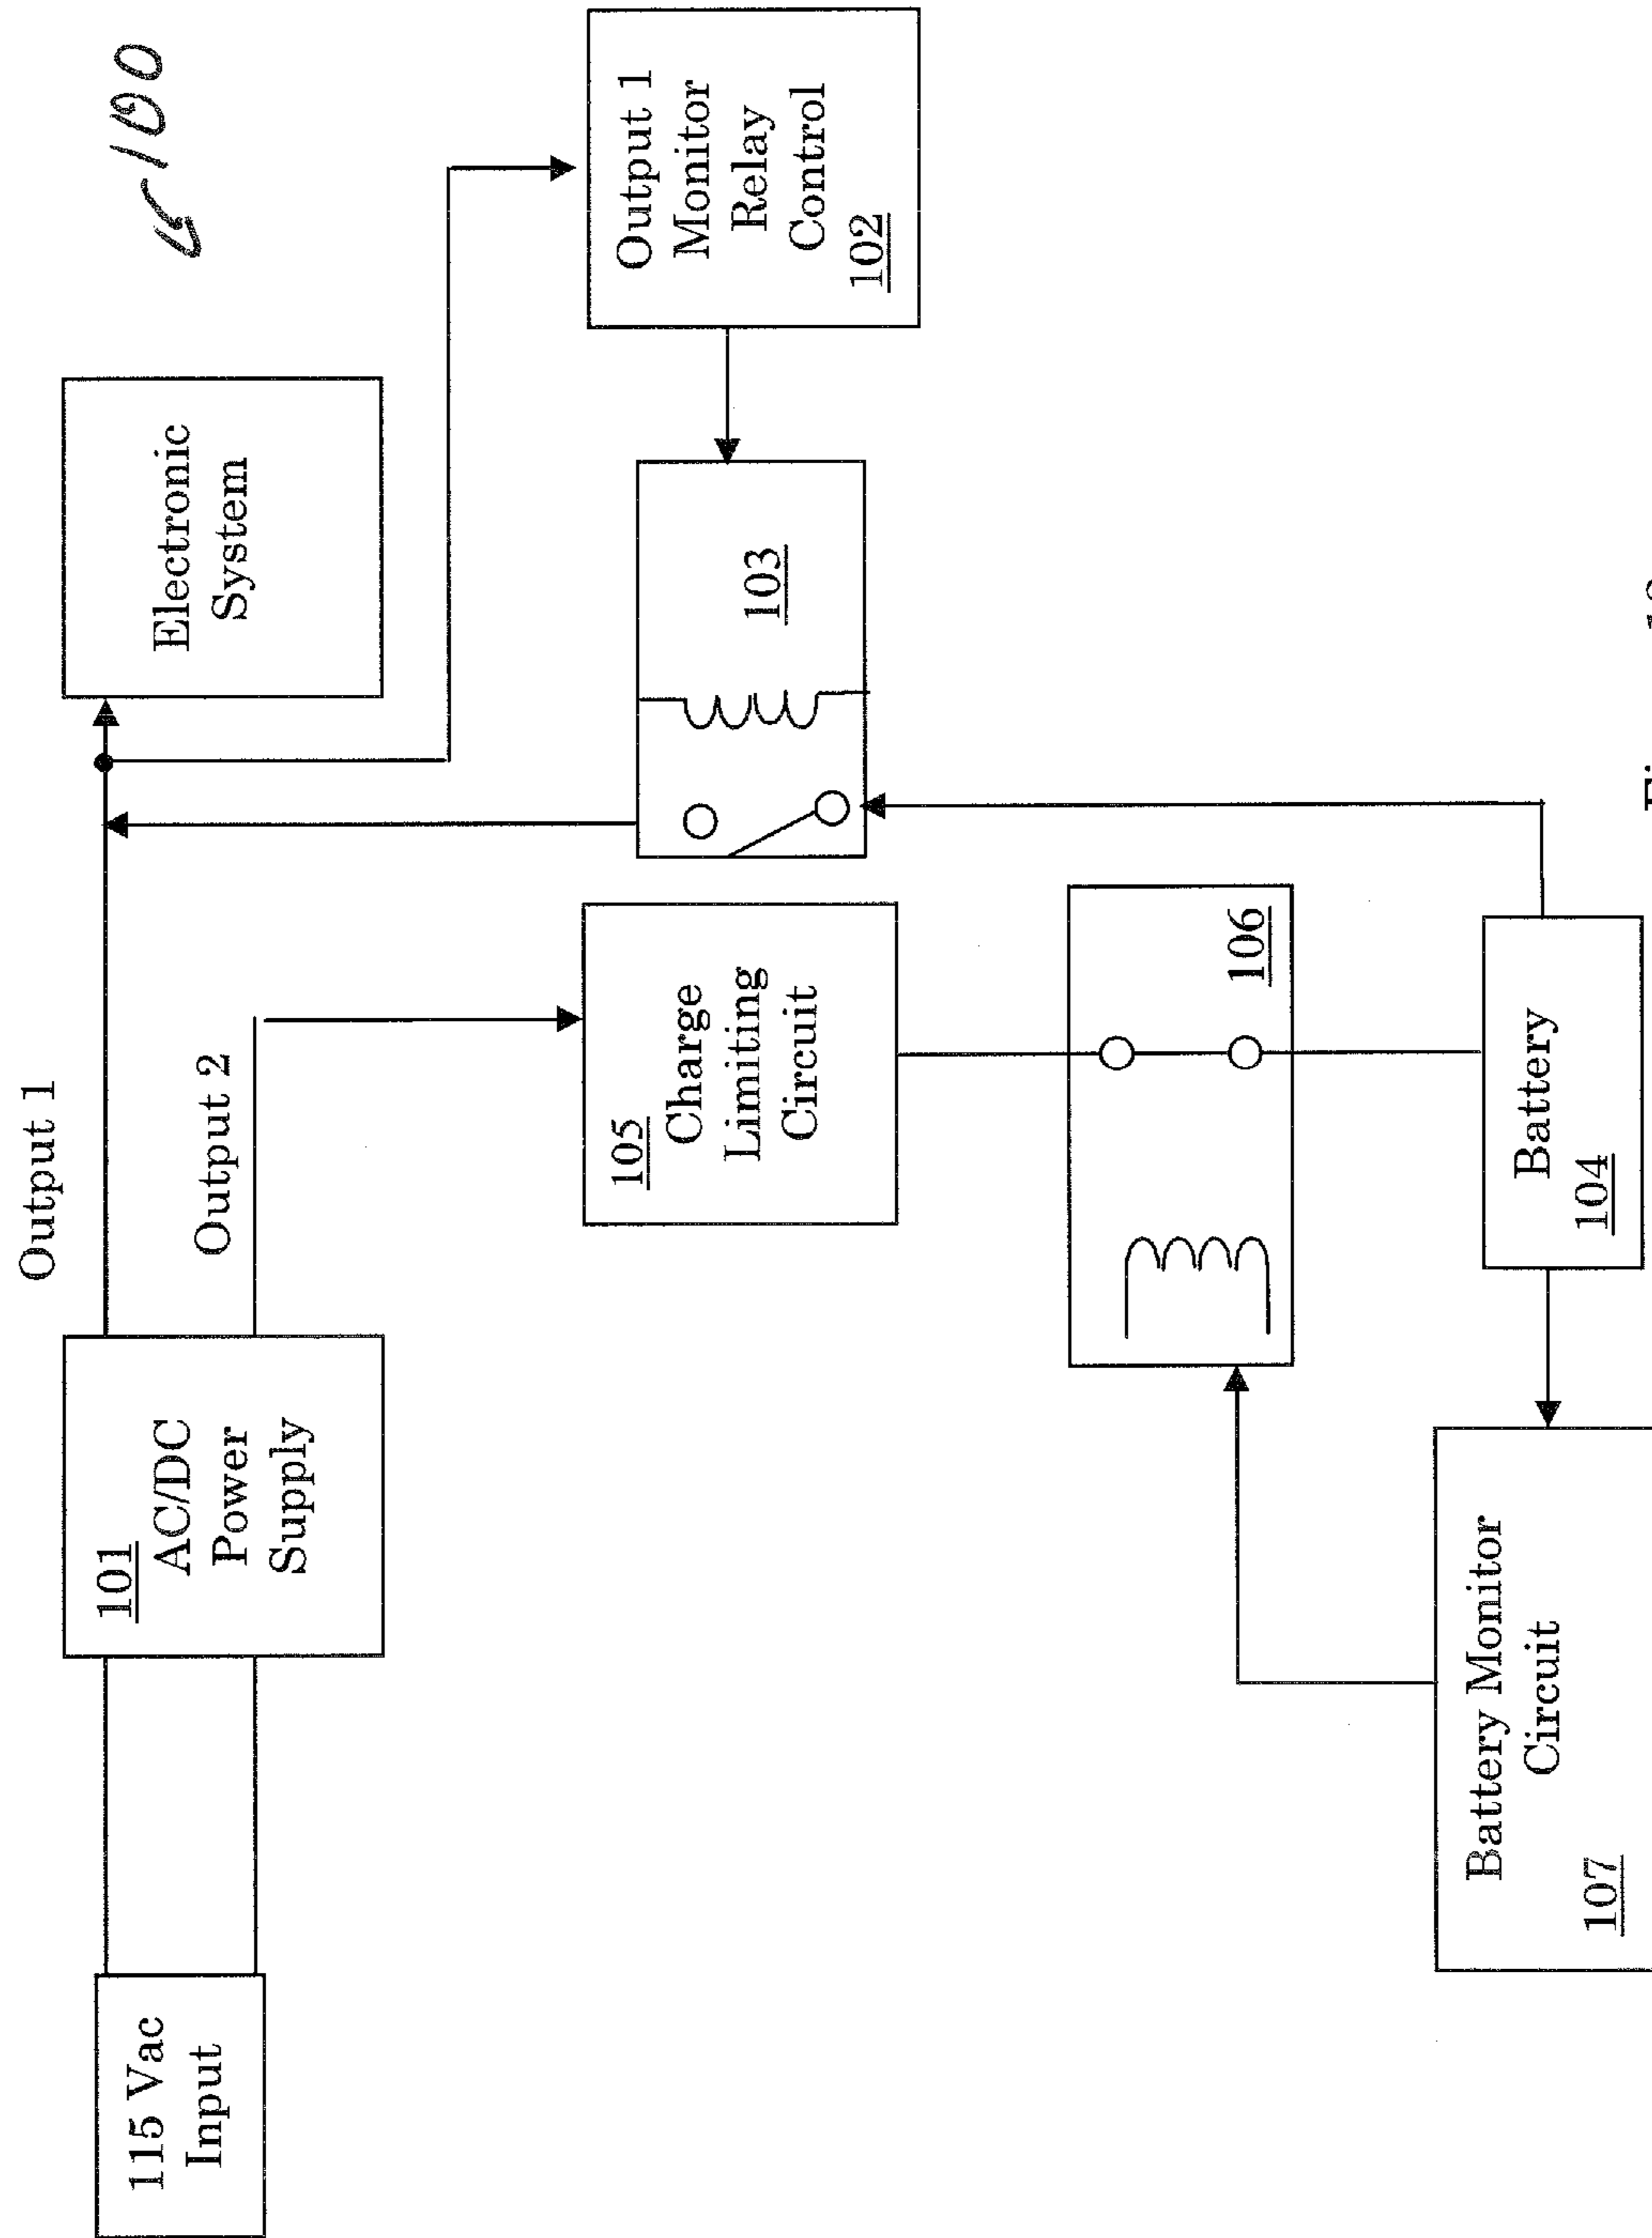 100
Output 1
Output 2
115 Vac
Input
101
AC/DC
Power
Supply
Electronic
System
105
Charge
Limiting
Circuit
103
Output 1
Monitor
Relay
Control
102
106
Battery Monitor
Circuit
107
Battery
104